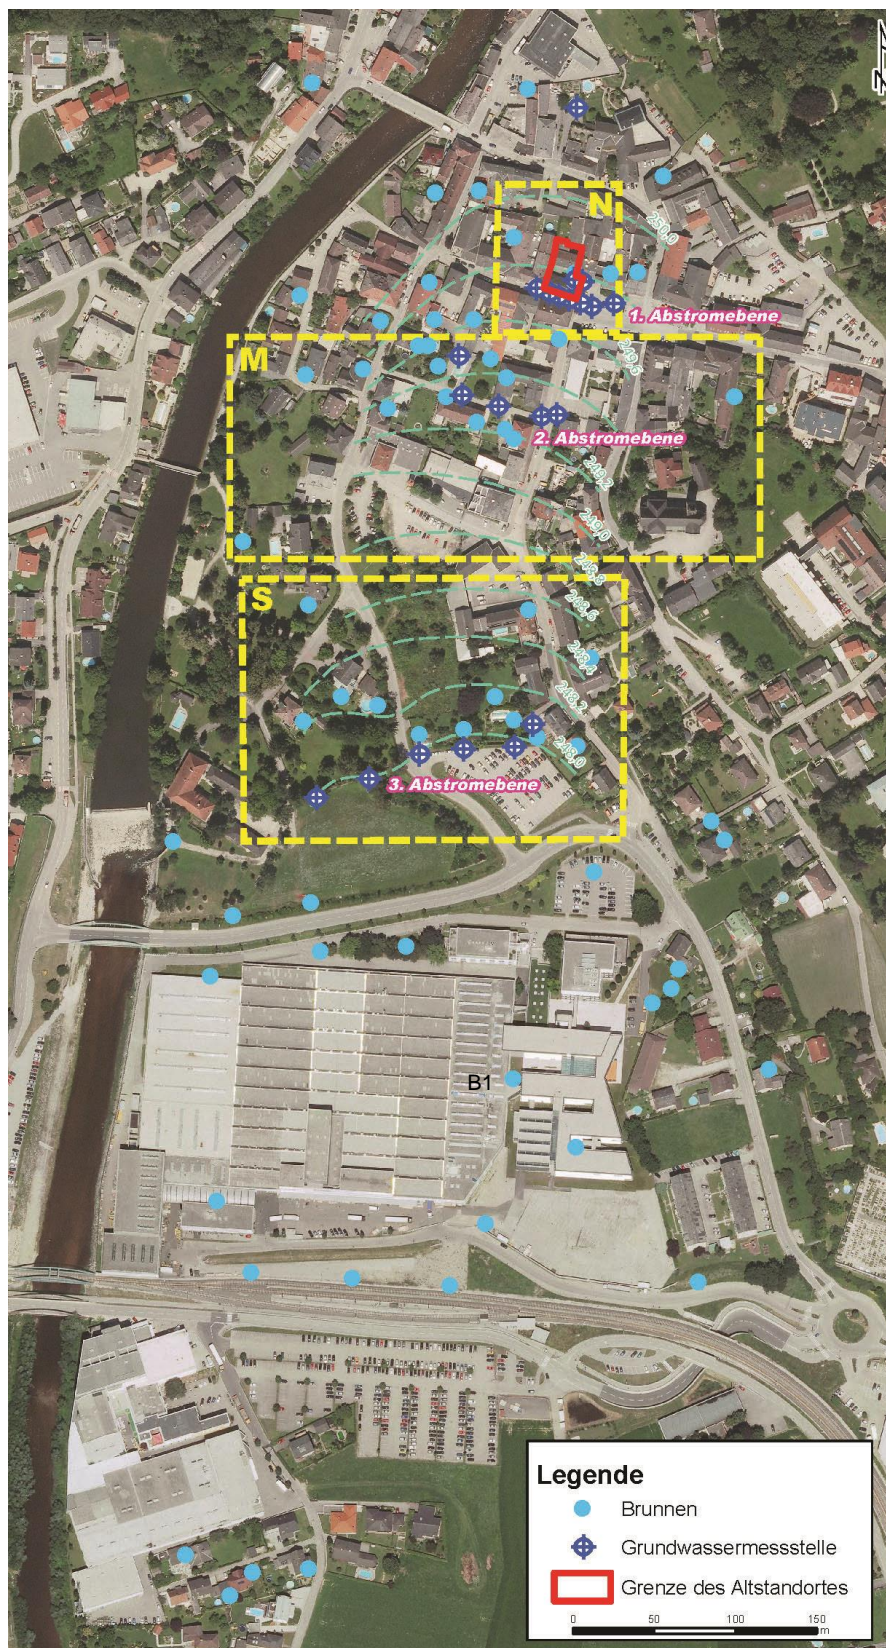 N
N
250,0
1. Abstromebene
249,6
M
2. Abstromebene
249,2
249,0
248,8
S
248,6
248,4
248,2
248,0
3. Abstromebene
B1
Legende
Brunnen
Grundwassermessstelle
Grenze des Altstandortes
0 50 100 150
m